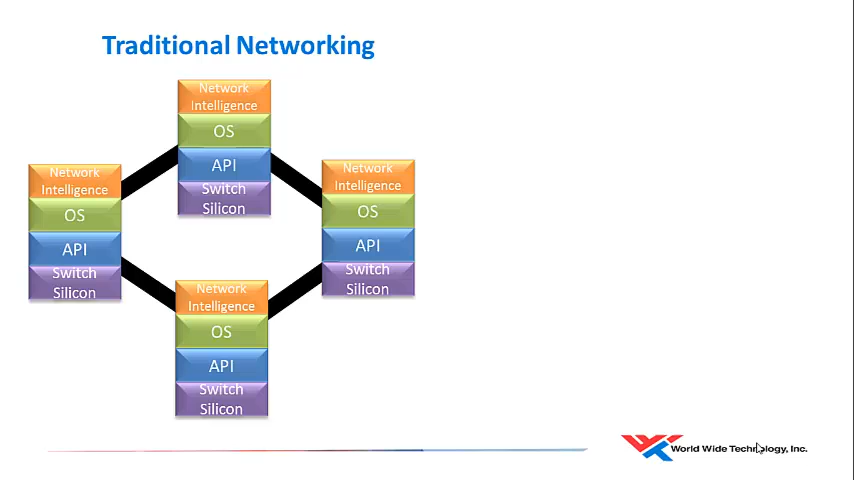 Traditional Networking
Network
Intelligence
OS
API
Switch
Silicon
Network
Intelligence
OS
API
Switch
Silicon
Network
Intelligence
OS
API
Switch
Silicon
Network
Intelligence
OS
API
Switch
Silicon
World Wide Technology, Inc.